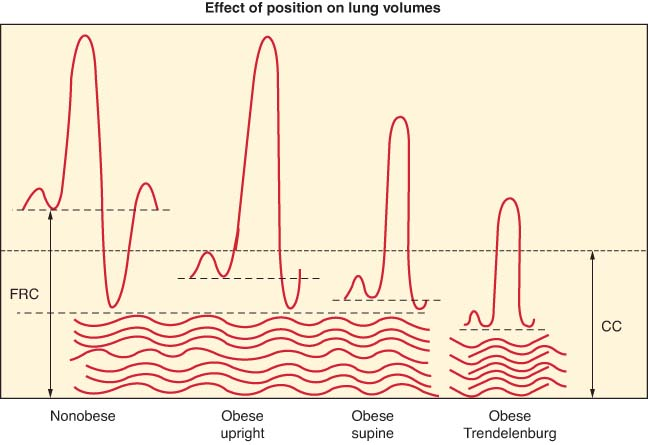 Effect of position on lung volumes
FRC
CC
Nonobese
Obese
upright
Obese
supine
Obese
Trendelenburg